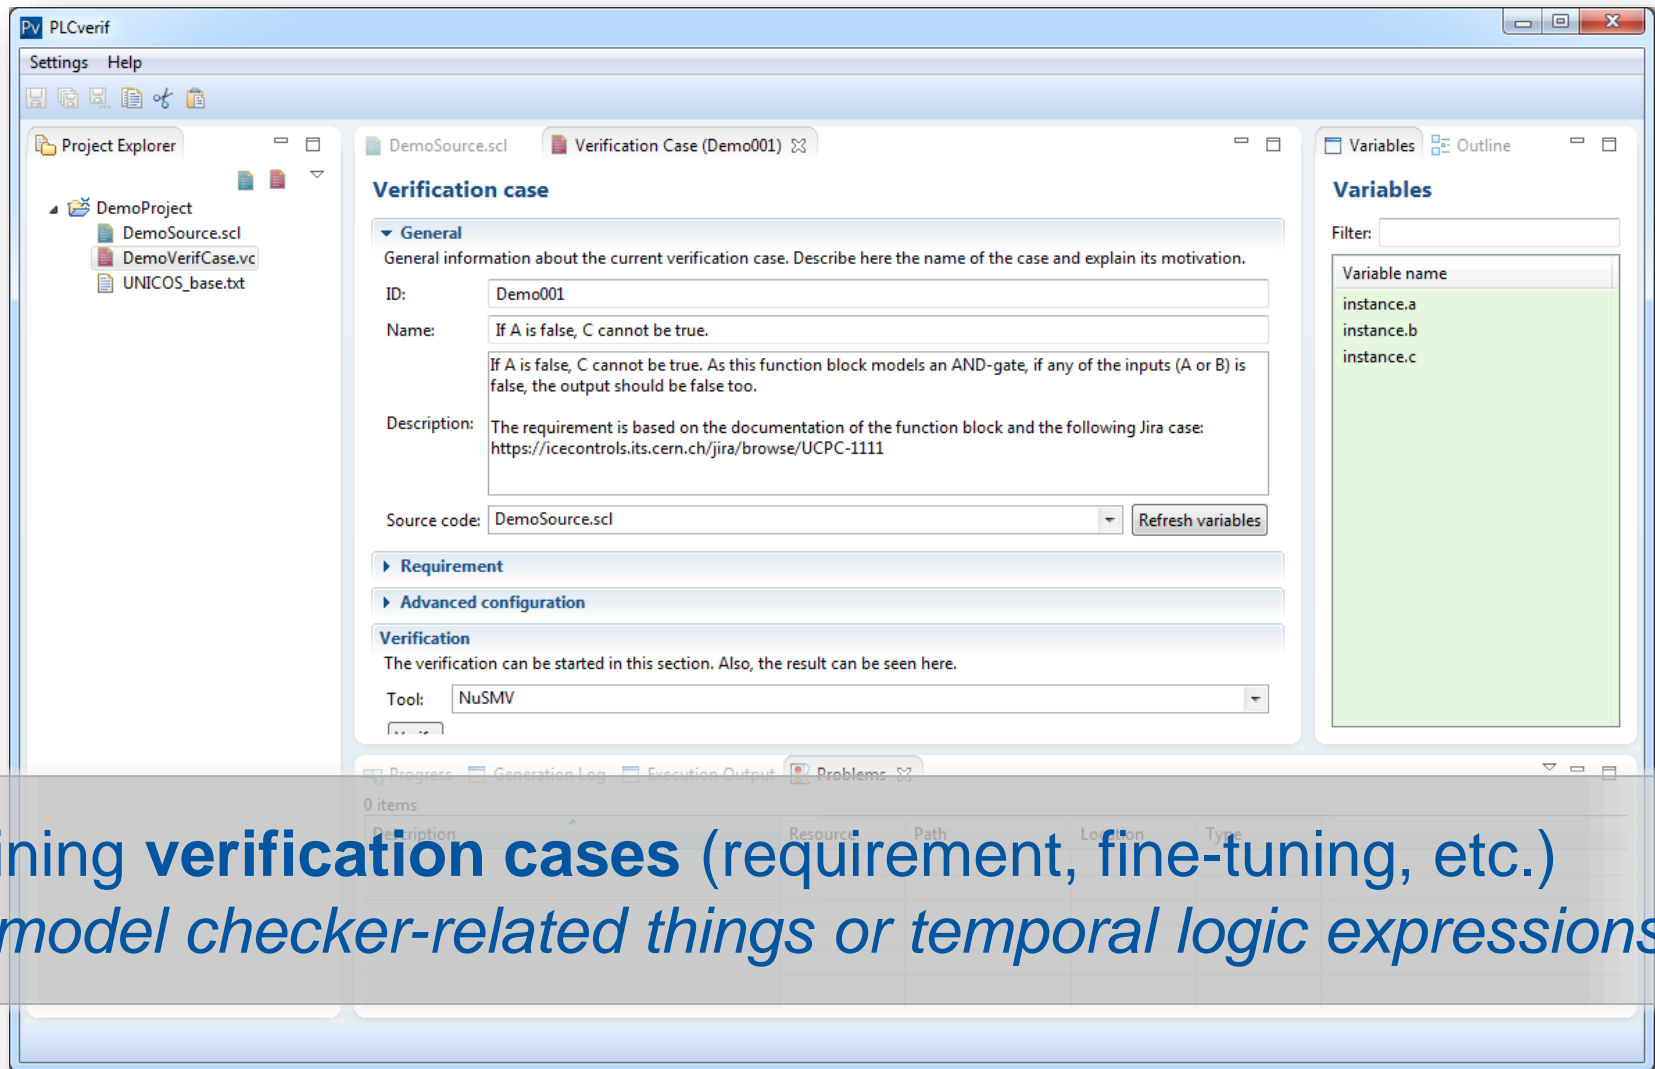 Pv PLCverif
Settings Help
Project Explorer
DemoProject
DemoSource.scl
DemoVerifCase.vc
UNICOS_base.txt
DemoSource.scl
Verification Case (Demo001)
Verification case
General
General information about the current verification case. Describe here the name of the case and explain its motivation.
ID: Demo001
Name: If A is false, C cannot be true.
Description:
If A is false, C cannot be true. As this function block models an AND-gate, if any of the inputs (A or B) is
false, the output should be false too.
The requirement is based on the documentation of the function block and the following Jira case:
https://icecontrols.its.cern.ch/jira/browse/UCPC-1111
Source code: DemoSource.scl Refresh variables
Requirement
Advanced configuration
Verification
The verification can be started in this section. Also, the result can be seen here.
Tool: NuSMV
Variables Outline
Variables
Filter:
Variable name
instance.a
instance.b
instance.c
Progress Generation Log Execution Output Problems
0 items
Description Resource Path Location Type
ining verification cases (requirement, fine-tuning, etc.)
model checker-related things or temporal logic expressions